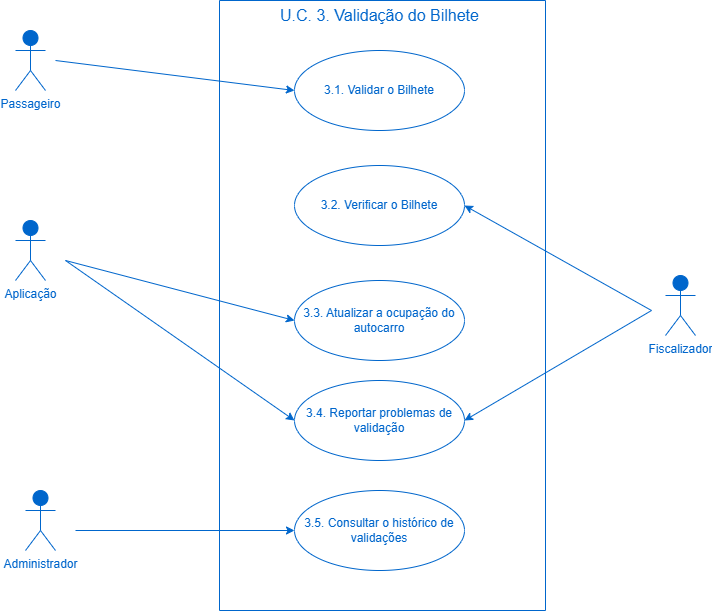 U.C. 3. Validação do Bilhete
Passageiro
3.1. Validar o Bilhete
3.2. Verificar o Bilhete
Aplicação
3.3. Atualizar a ocupação do
autocarro
Fiscalizador
3.4. Reportar problemas de
validação
3.5. Consultar o histórico de
validações
Administrador